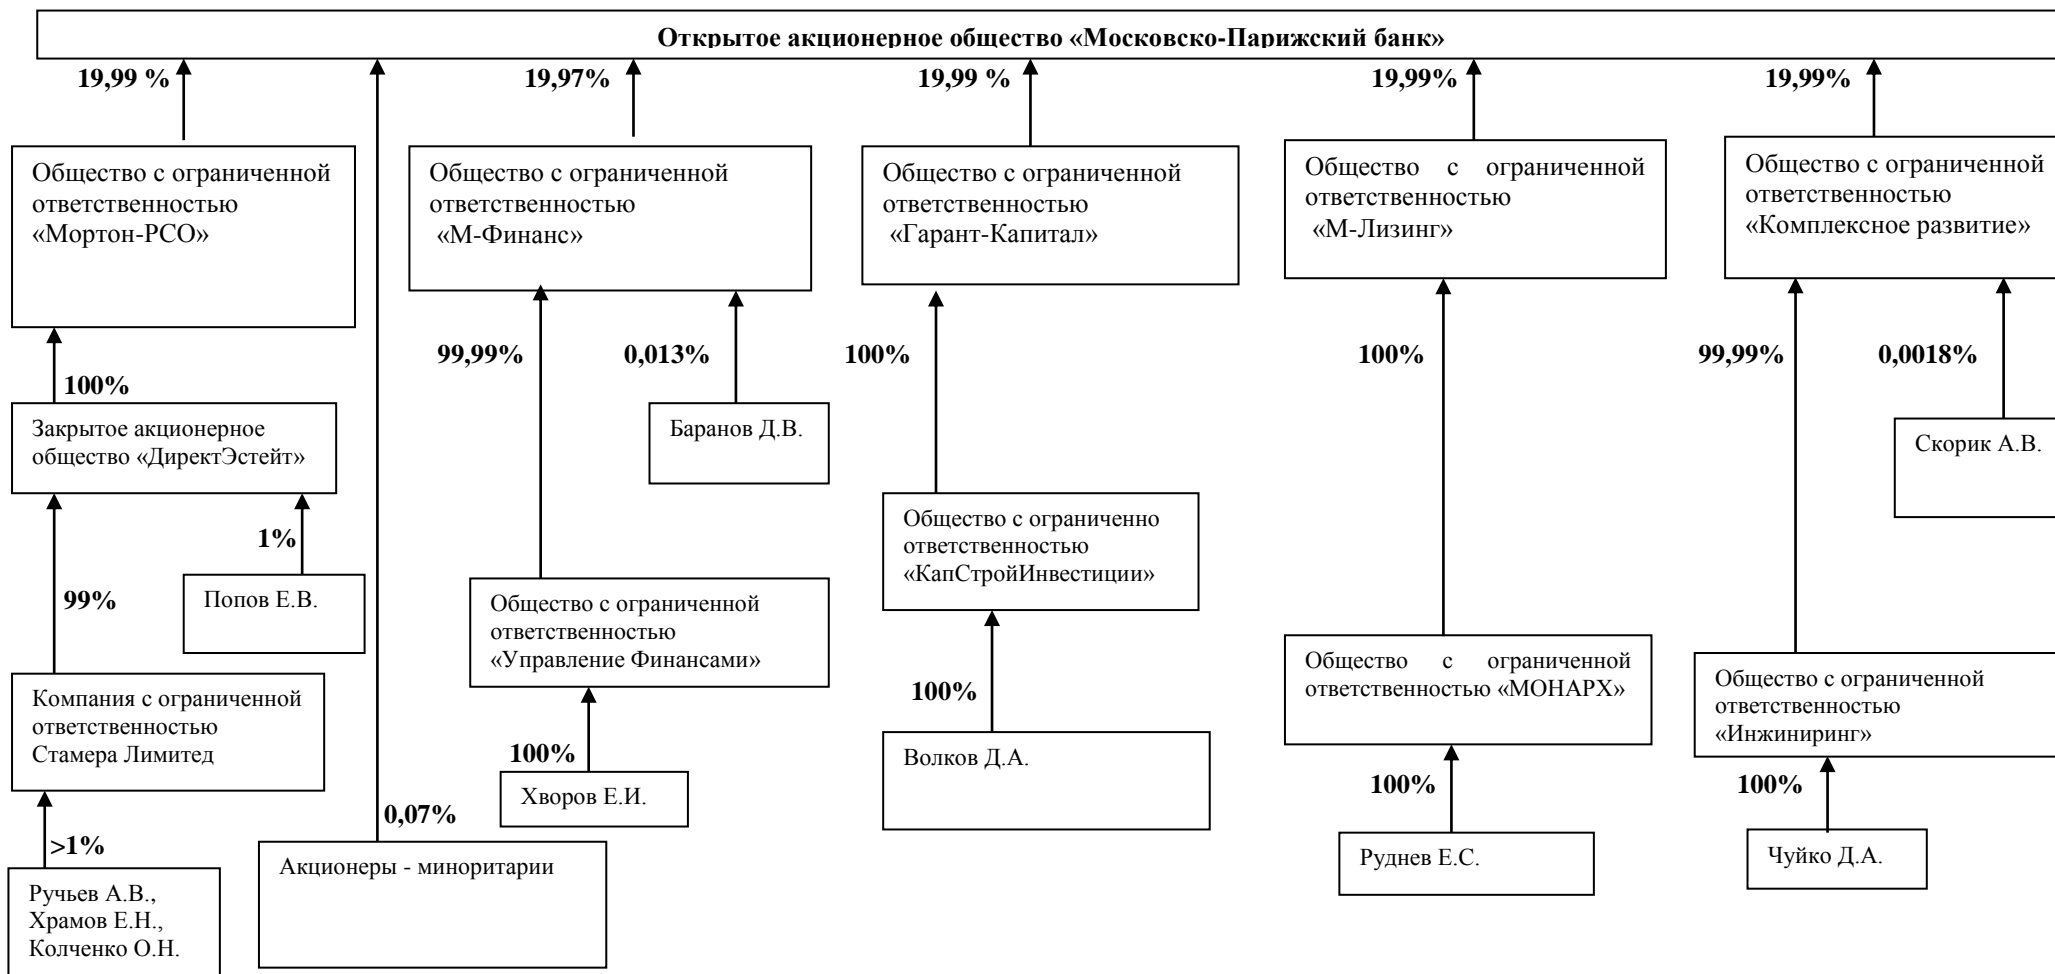 Открытое акционерное общество «Московско-Парижский банк»
19,99 %
19,97%
19,99 %
19,99%
19,99%
Общество с ограниченной
ответственностью
«Мортон-РСО»
Общество с ограниченной
ответственностью
«М-Финанс»
Общество с ограниченной
ответственностью
«Гарант-Капитал»
Общество с ограниченной
ответственностью
«М-Лизинг»
Общество с ограниченной
ответственностью
«Комплексное развитие»
100%
99,99%
0,013%
100%
100%
99,99%
0,0018%
Закрытое акционерное
общество «ДиректЭстейт»
Баранов Д.В.
Скорик А.В.
99%
1%
Попов Е.В.
Общество с ограниченной
ответственностью
«Управление Финансами»
Общество с ограниченно
ответственностью
«КапСтройИнвестиции»
Общество с ограниченной
ответственностью «МОНАРХ»
Общество с ограниченной
ответственностью
«Инжиниринг»
Компания с ограниченной
ответственностью
Стамера Лимитед
100%
100%
100%
100%
Хворов Е.И.
Волков Д.А.
Руднев Е.С.
Чуйко Д.А.
>1%
0,07%
Ручьев А.В.,
Храмов Е.Н.,
Колченко О.Н.
Акционеры - миноритарии